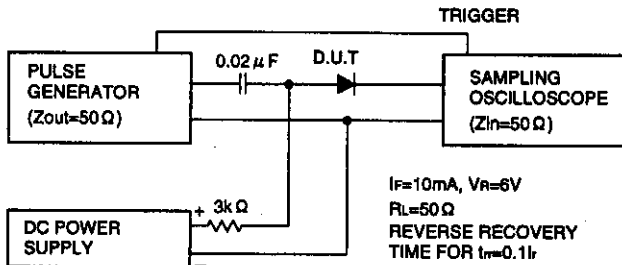 TRIGGER
PULSE
GENERATOR
(Zout=50Ω)
0.02μF
D.U.T
SAMPLING
OSCILLOSCOPE
(ZIn=50Ω)
+ 3kΩ
DC POWER
SUPPLY
IF=10mA, VR=6V
RL=50Ω
REVERSE RECOVERY
TIME FOR trr=0.1Ir